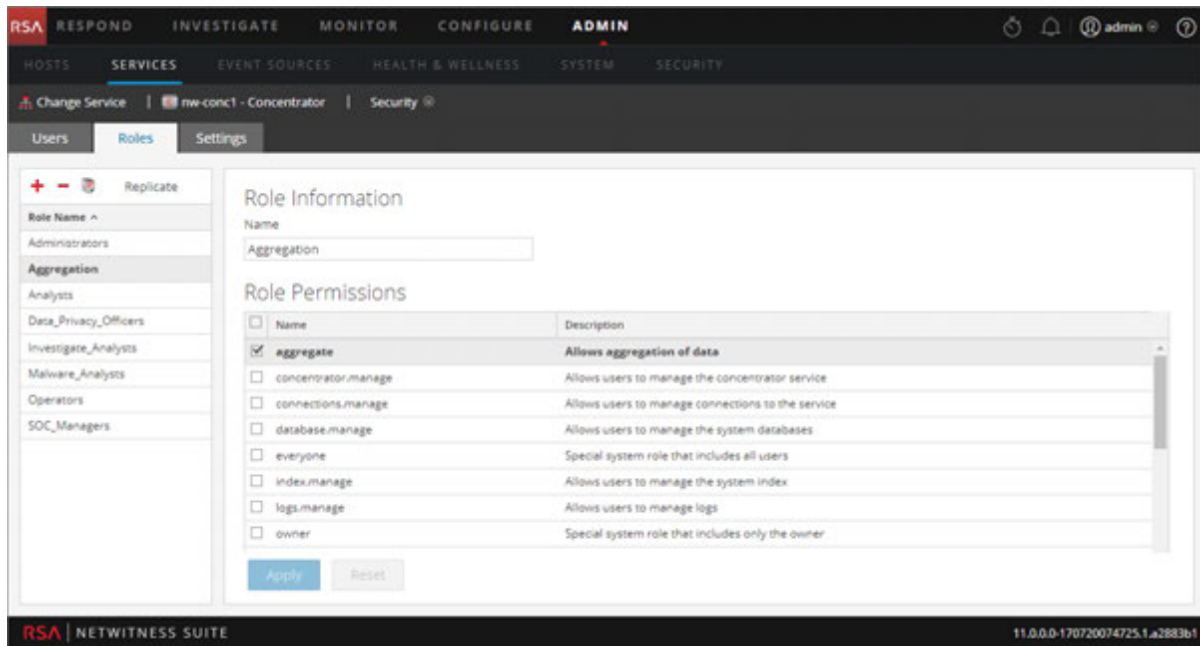 RSA RESPOND INVESTIGATE MONITOR CONFIGURE ADMIN admin
HOSTS SERVICES EVENT SOURCES HEALTH & WELLNESS SYSTEM SECURITY
Change Service | nw-conc1 - Concentrator | Security
Users Roles Settings
Replicate
Role Name
Administrators
Aggregation
Analysts
Data_Privacy_Officers
Investigate_Analysts
Malware_Analysts
Operators
SOC_Managers
Role Information
Name
Aggregation
Role Permissions
Name Description
aggregate Allows aggregation of data
concentrator.manage Allows users to manage the concentrator service
connections.manage Allows users to manage connections to the service
database.manage Allows users to manage the system databases
everyone Special system role that includes all users
index.manage Allows users to manage the system index
logs.manage Allows users to manage logs
owner Special system role that includes only the owner
Apply Reset
RSA | NETWITNESS SUITE 11.0.0.0-170720074725.1.a2883b1